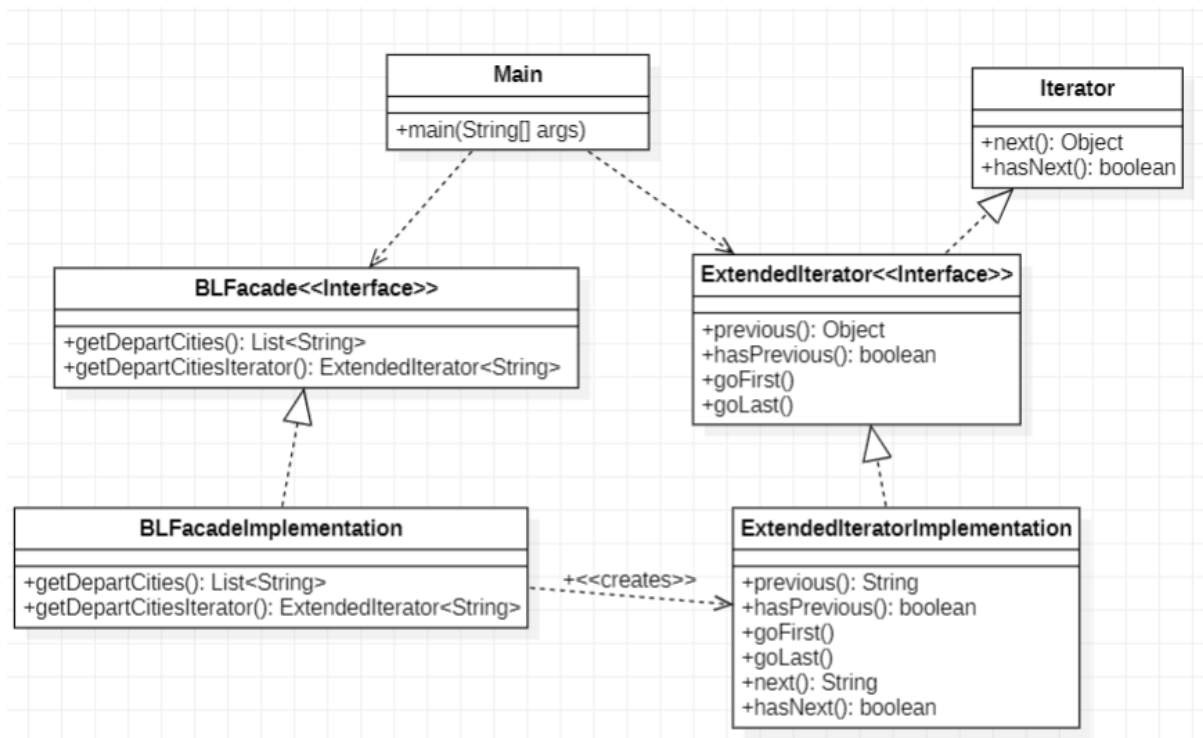 Main
+main(String[] args)
Iterator
+next(): Object
+hasNext(): boolean
BLFacade<<Interface>>
+getDepartCities(): List<String>
+getDepartCitiesIterator(): ExtendedIterator<String>
ExtendedIterator<<Interface>>
+previous(): Object
+hasPrevious(): boolean
+goFirst()
+goLast()
BLFacadeImplementation
+getDepartCities(): List<String>
+getDepartCitiesIterator(): ExtendedIterator<String>
+<<creates>>
ExtendedIteratorImplementation
+previous(): String
+hasPrevious(): boolean
+goFirst()
+goLast()
+next(): String
+hasNext(): boolean